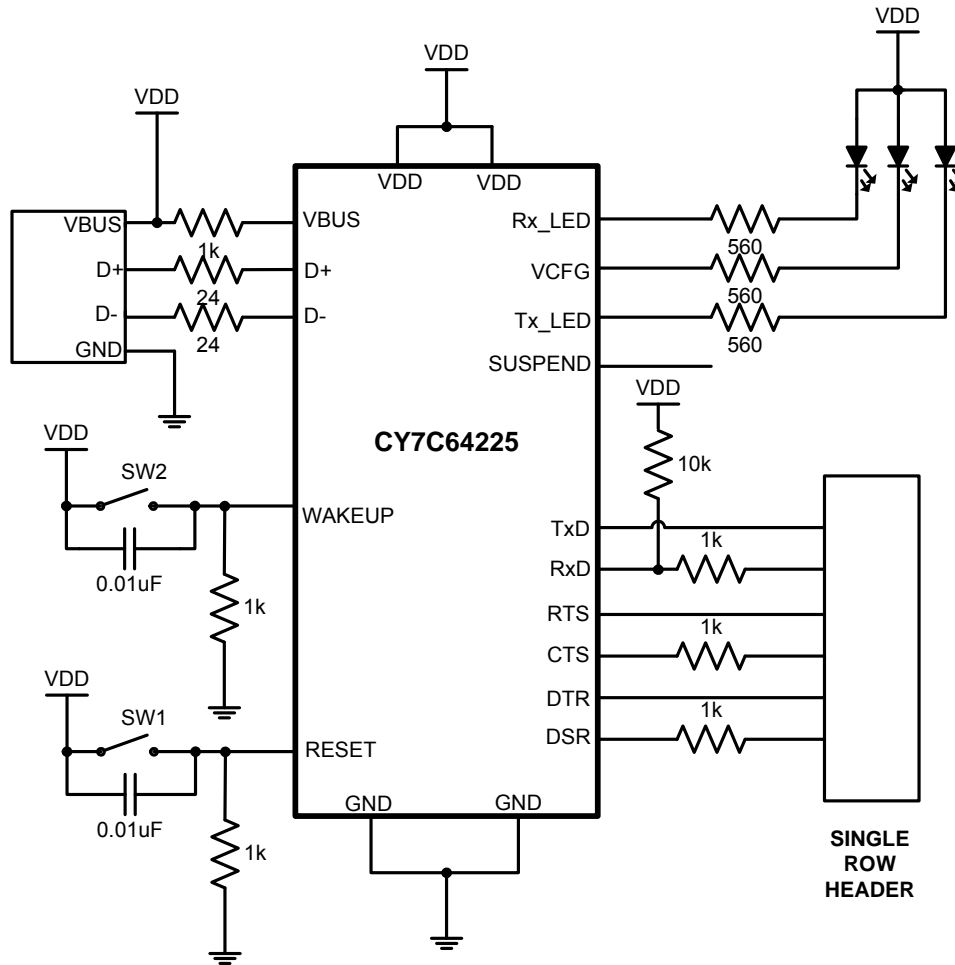 VDD
VDD
VDD
VDD VDD
VBUS
1k
VBUS
D+
24
D+
D-
24
D-
GND
Rx_LED
560
VCFG
560
Tx_LED
560
SUSPEND
VDD
10k
CY7C64225
VDD
SW2
0.01uF
WAKEUP
1k
TxD
RxD
1k
RTS
CTS
1k
DTR
DSR
1k
VDD
SW1
0.01uF
RESET
1k
GND GND
SINGLE
ROW
HEADER